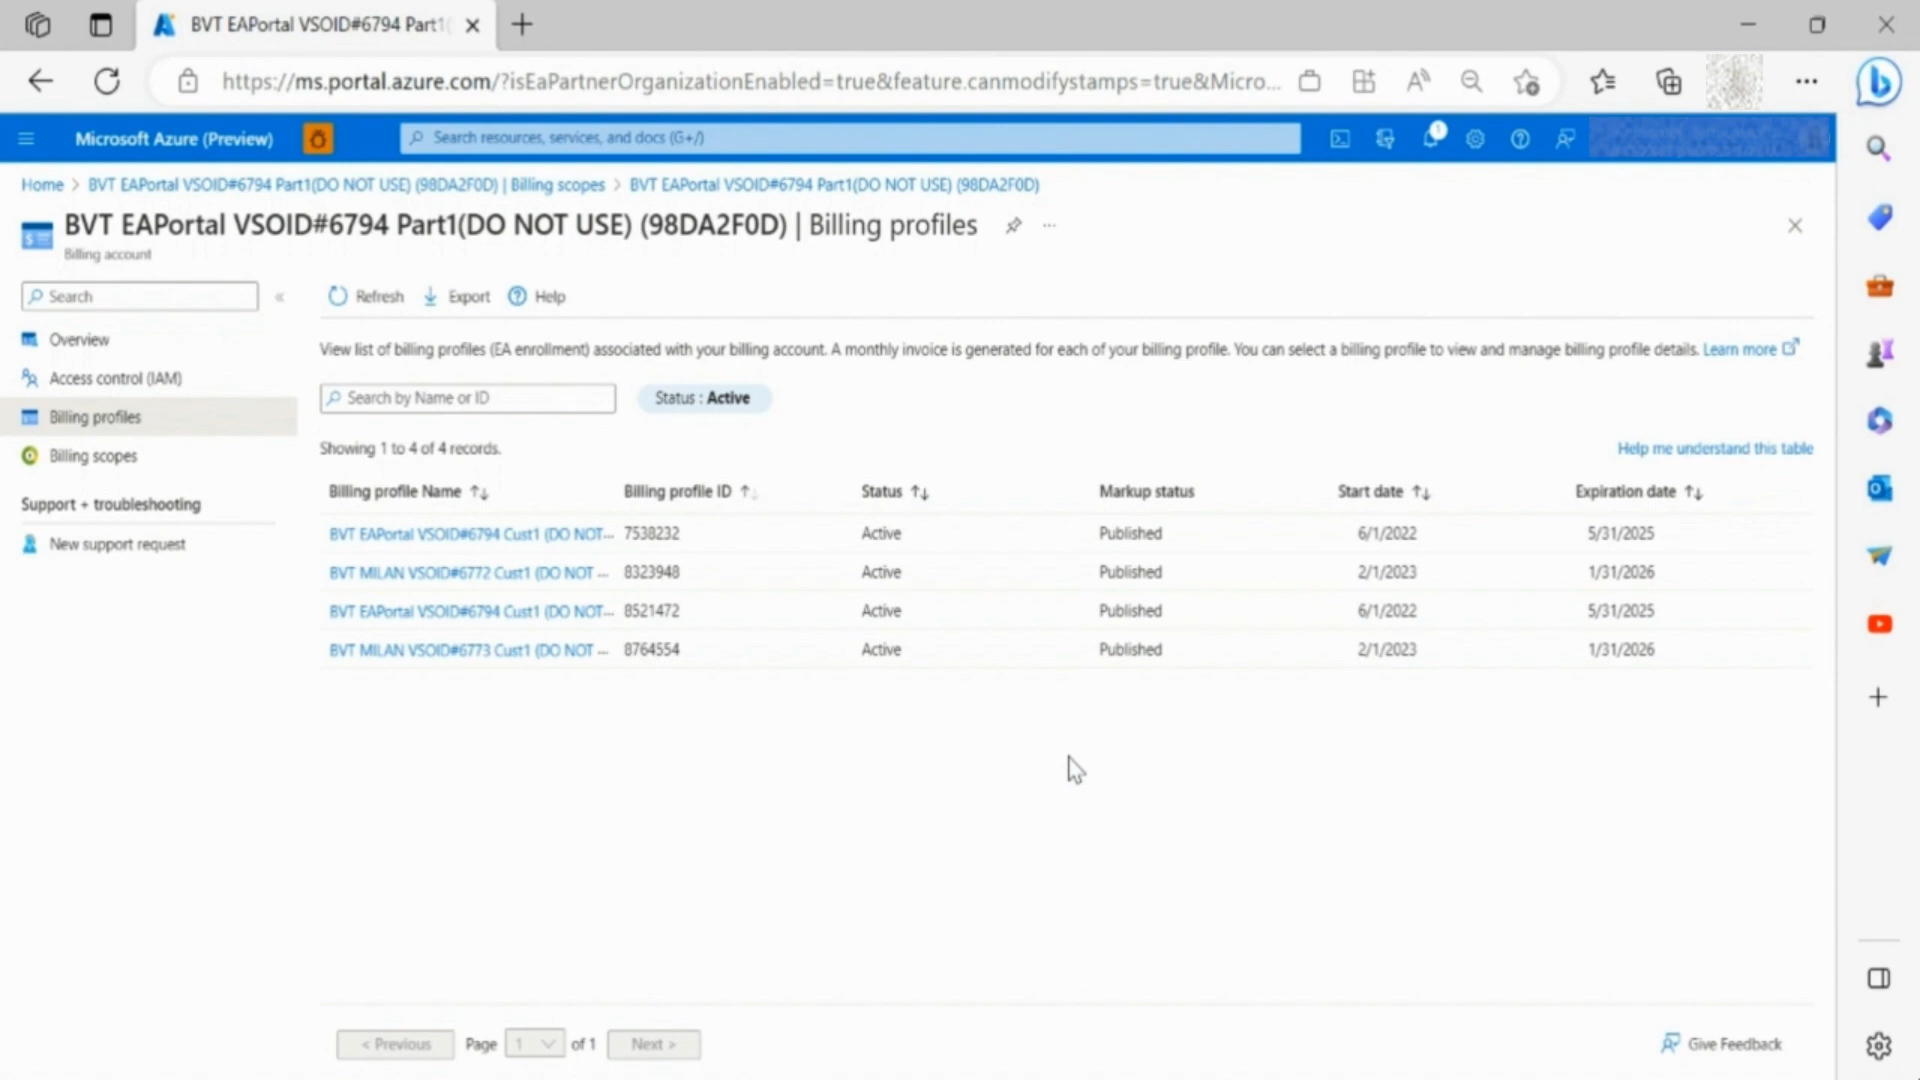 BVT EAPortal VSOID#6794 Part1(
https://ms.portal.azure.com/?isEaPartnerOrganizationEnabled=true&feature.canmodifystamps=true&Micro...
Microsoft Azure (Preview)
Search resources, services, and docs (G+/)
1
Home > BVT EAPortal VSOID#6794 Part1(DO NOT USE) (98DA2F0D) | Billing scopes > BVT EAPortal VSOID#6794 Part1(DO NOT USE) (98DA2F0D)
BVT EAPortal VSOID#6794 Part1(DO NOT USE) (98DA2F0D) | Billing profiles
Billing account
Search
Refresh Export Help
Overview
Access control (IAM)
Billing profiles
Billing scopes
Support + troubleshooting
New support request
View list of billing profiles (EA enrollment) associated with your billing account. A monthly invoice is generated for each of your billing profile. You can select a billing profile to view and manage billing profile details. Learn more
Search by Name or ID
Status : Active
Showing 1 to 4 of 4 records.
Help me understand this table
Billing profile Name Billing profile ID Status Markup status Start date Expiration date
BVT EAPortal VSOID#6794 Cust1 (DO NOT... 7538232 Active Published 6/1/2022 5/31/2025
BVT MILAN VSOID#6772 Cust1 (DO NOT ... 8323948 Active Published 2/1/2023 1/31/2026
BVT EAPortal VSOID#6794 Cust1 (DO NOT... 8521472 Active Published 6/1/2022 5/31/2025
BVT MILAN VSOID#6773 Cust1 (DO NOT ... 8764554 Active Published 2/1/2023 1/31/2026
< Previous Page 1 of 1 Next >
Give Feedback